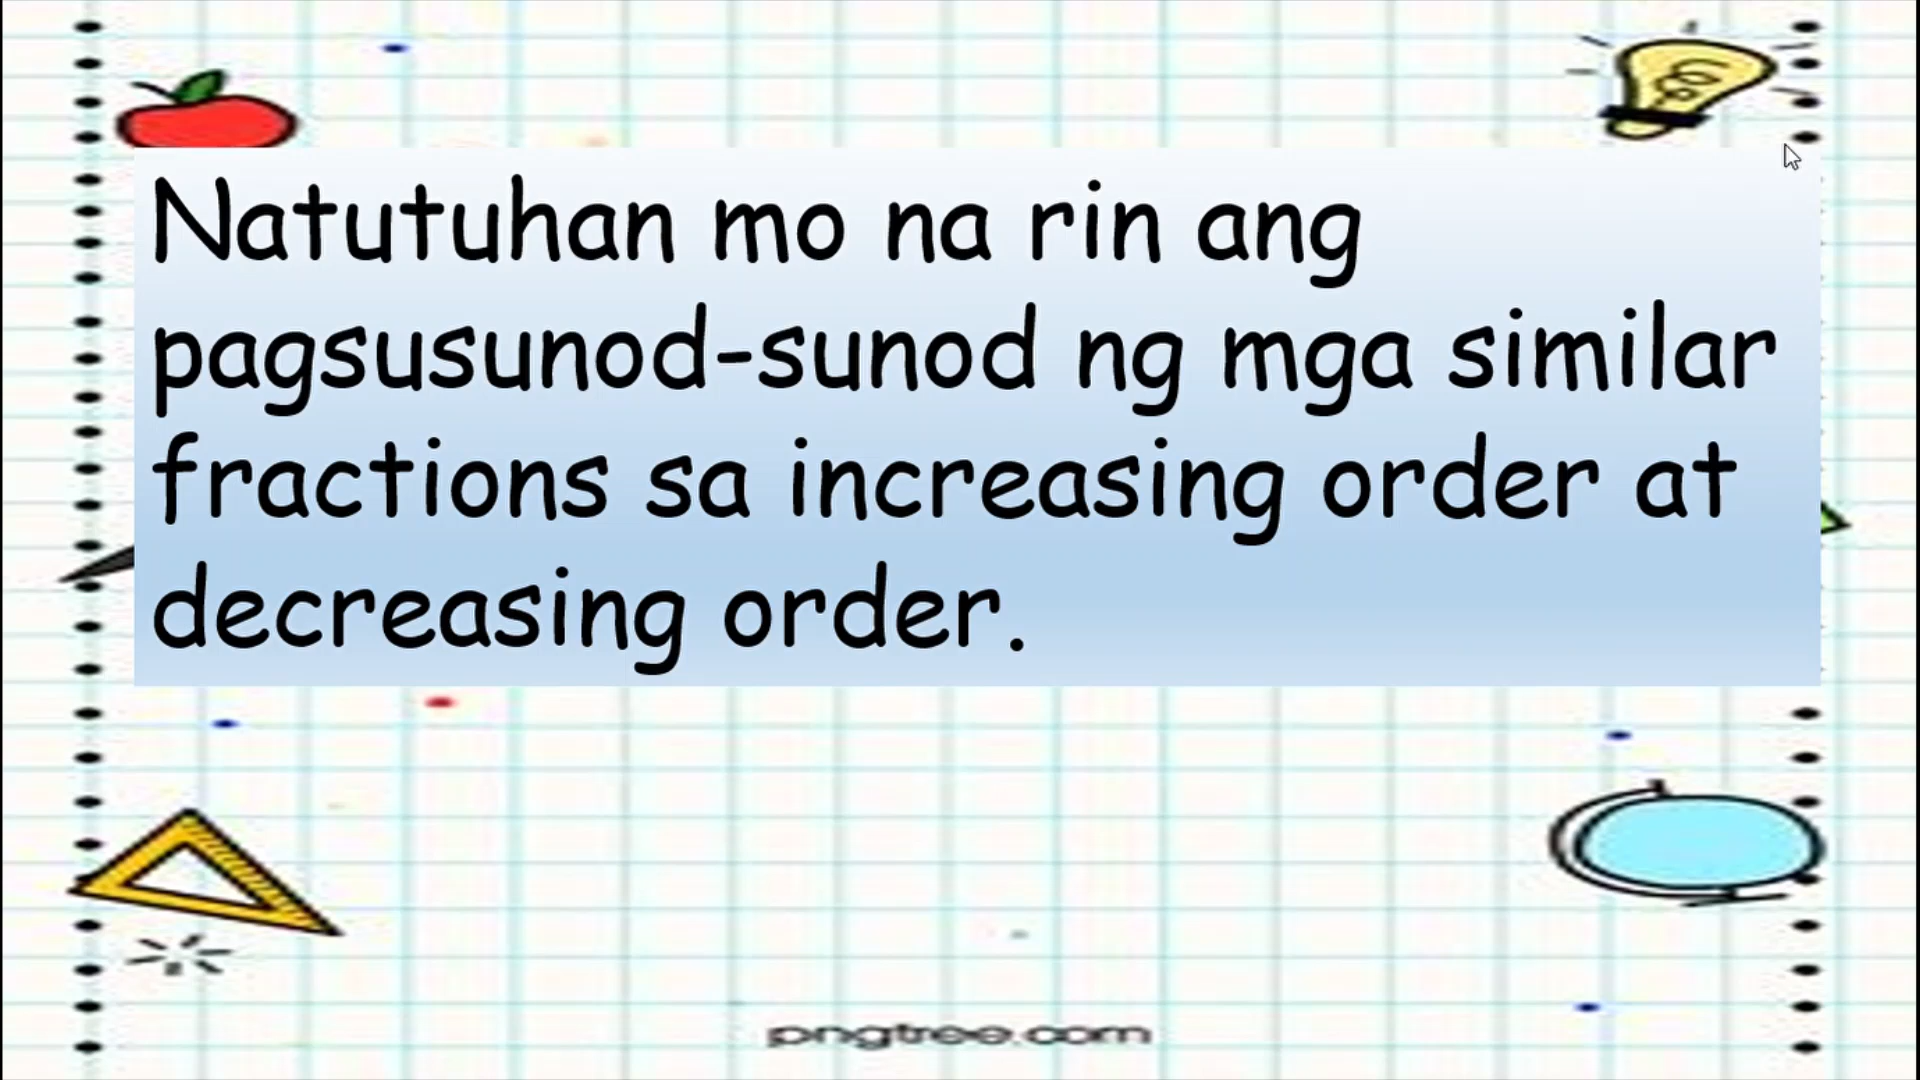 Natutuhan mo na rin ang
pagsusunod-sunod ng mga similar
fractions sa increasing order at
decreasing order.
pngtree.com